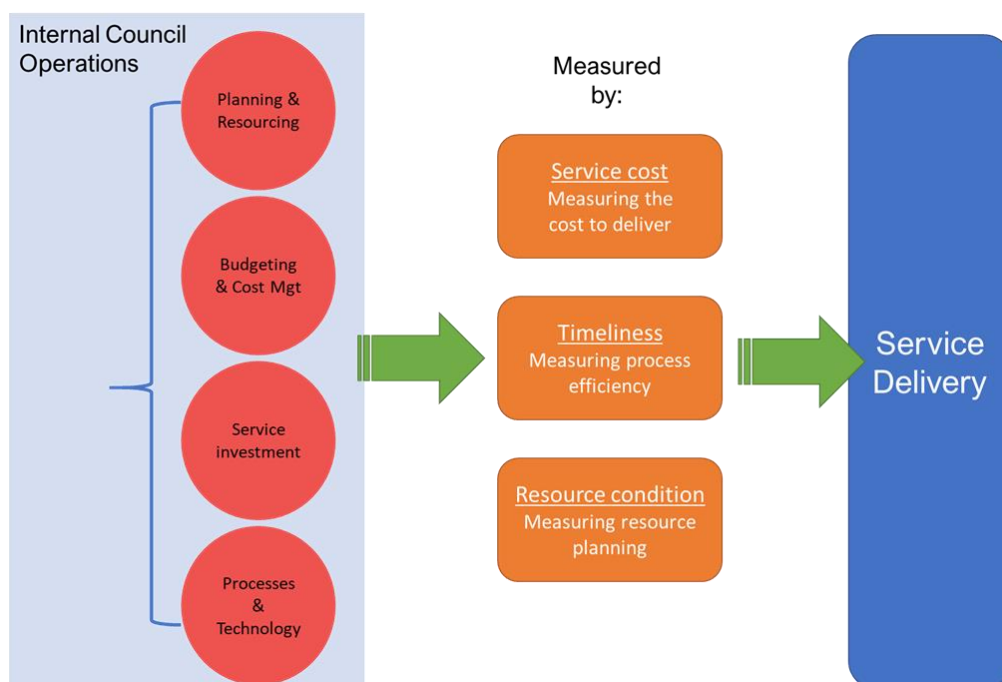 Internal Council
Operations
Planning &
Resourcing
Budgeting
& Cost Mgt
Service
investment
Processes
&
Technology
Measured
by:
Service cost
Measuring the
cost to deliver
Timeliness
Measuring process
efficiency
Resource condition
Measuring resource
planning
Service
Delivery